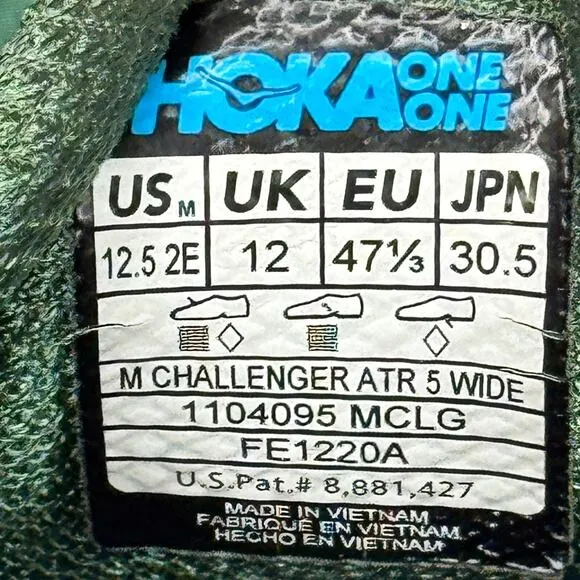 HOKA ONE ONE
US M UK EU JPN
12.5 2E 12 47⅓ 30.5
M CHALLENGER ATR 5 WIDE
1104095 MCLG
FE1220A
U.S.Pat.# 8,881,427
MADE IN VIETNAM
FABRIQUÉ EN VIETNAM
HECHO EN VIETNAM